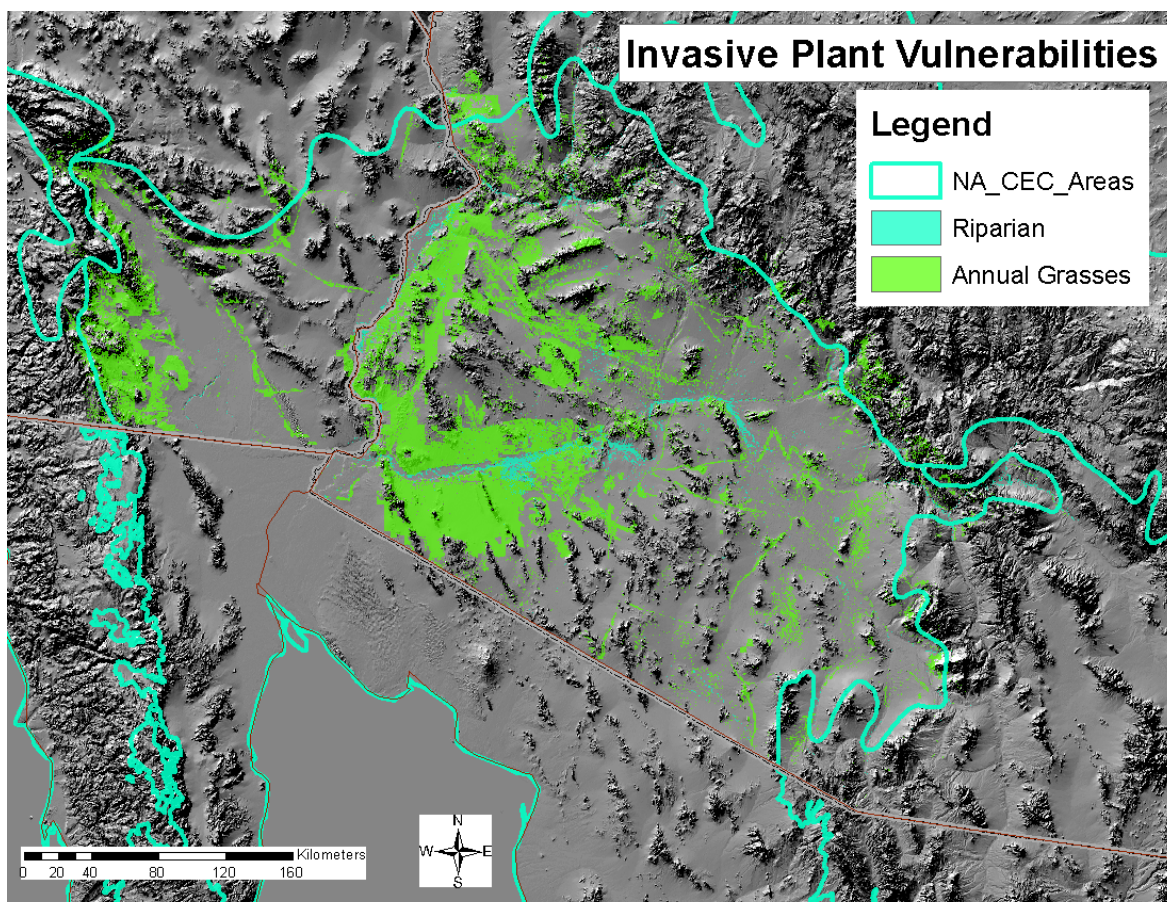 Invasive Plant Vulnerabilities
Legend
NA_CEC_Areas
Riparian
Annual Grasses
N
W E
S
Kilometers
0 20 40 80 120 160